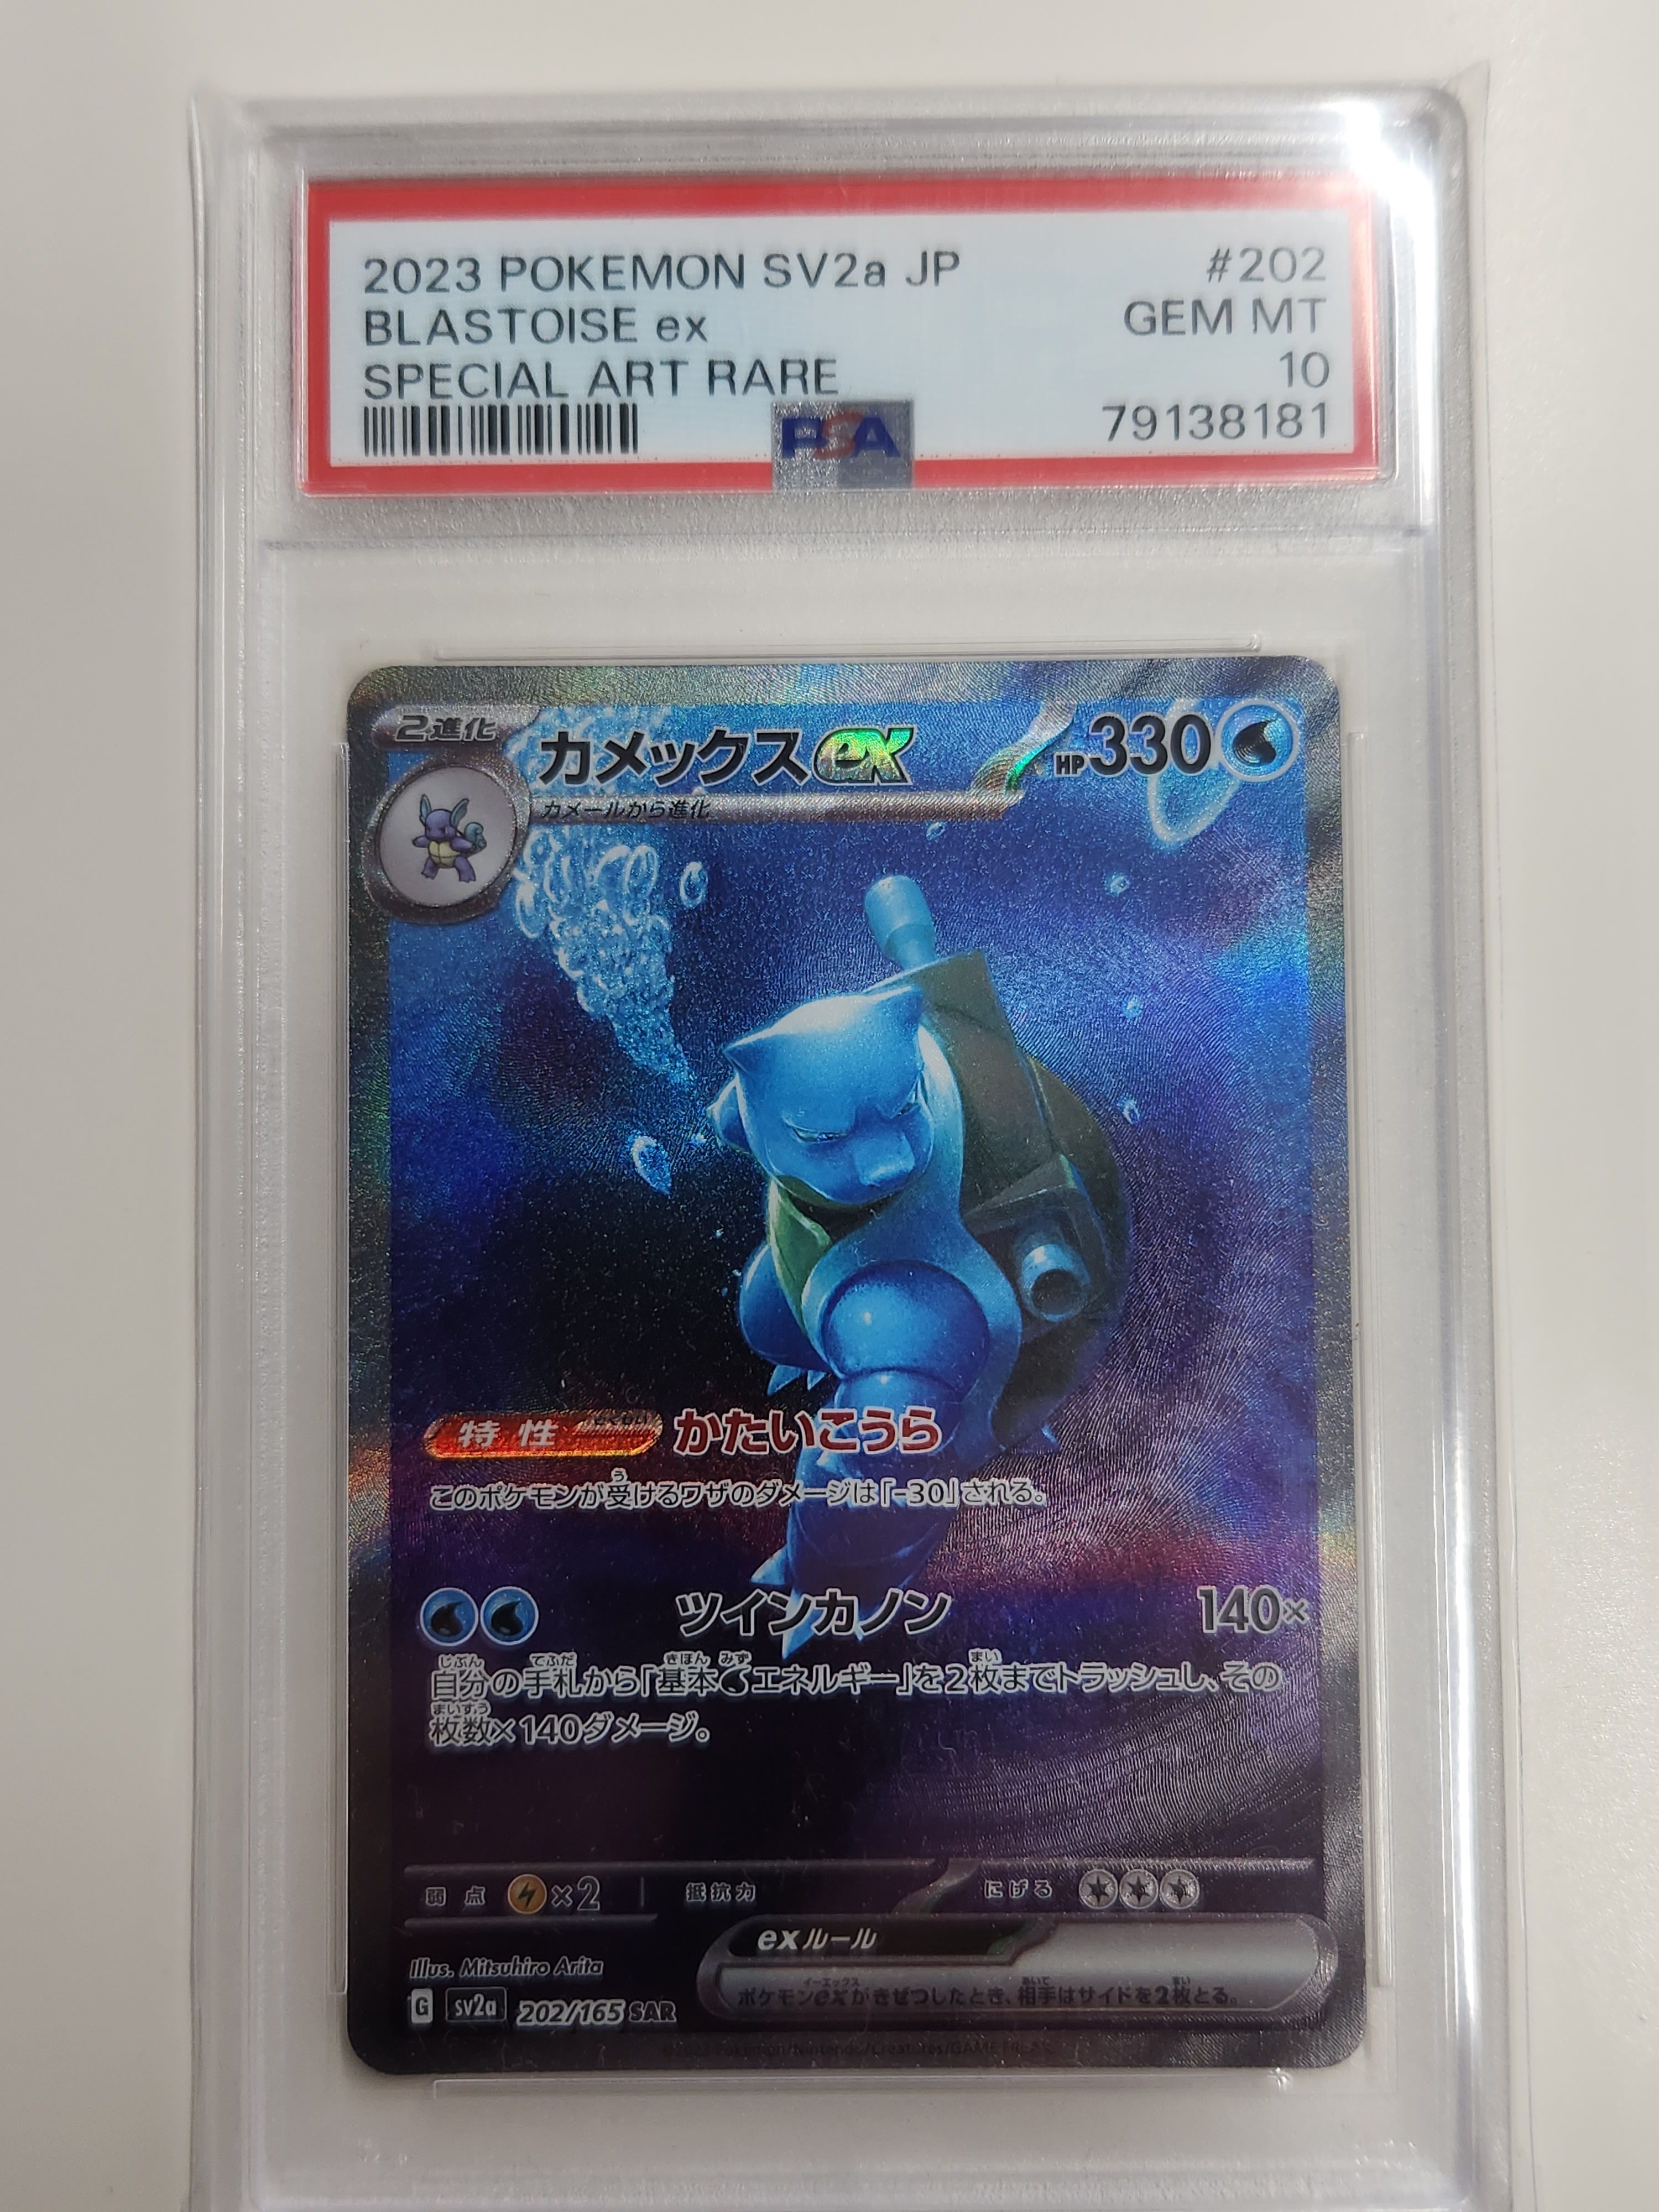 2023 POKEMON SV2a JP #202
BLASTOISE ex GEM MT
SPECIAL ART RARE 10
PSA 79138181
2進化 カメックスex HP330
カメールから進化
特性 とくせい かたいこうら
このポケモンが受けるワザのダメージは「-30」される。
ツインカノン 140×
自分の手札から「基本エネルギー」を2枚までトラッシュし、その
枚数×140ダメージ。
弱点 ×2 抵抗力 にげる
exルール
ポケモンexがきぜつしたとき、相手はサイドを2枚とる。
Illus. Mitsuhiro Arita
G sv2a 202/165 SAR